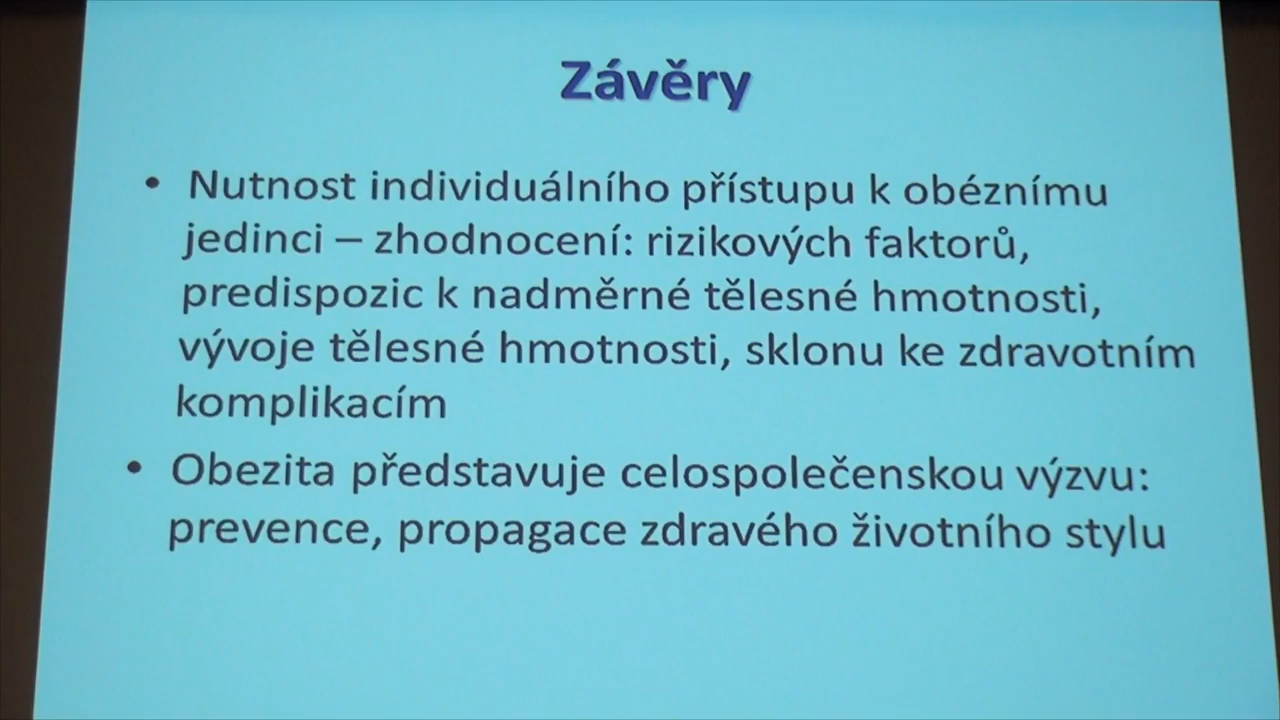 Závěry
• Nutnost individuálního přístupu k obéznímu
jedinci – zhodnocení: rizikových faktorů,
predispozic k nadměrné tělesné hmotnosti,
vývoje tělesné hmotnosti, sklonu ke zdravotním
komplikacím
• Obezita představuje celospolečenskou výzvu:
prevence, propagace zdravého životního stylu